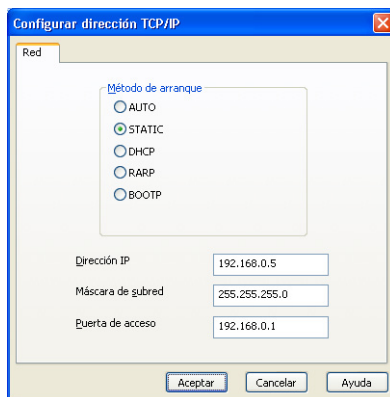 Configurar dirección TCP/IP
Red
Método de arranque
AUTO
STATIC
DHCP
RARP
BOOTP
Dirección IP 192.168.0.5
Máscara de subred 255.255.255.0
Puerta de acceso 192.168.0.1
Aceptar Cancelar Ayuda